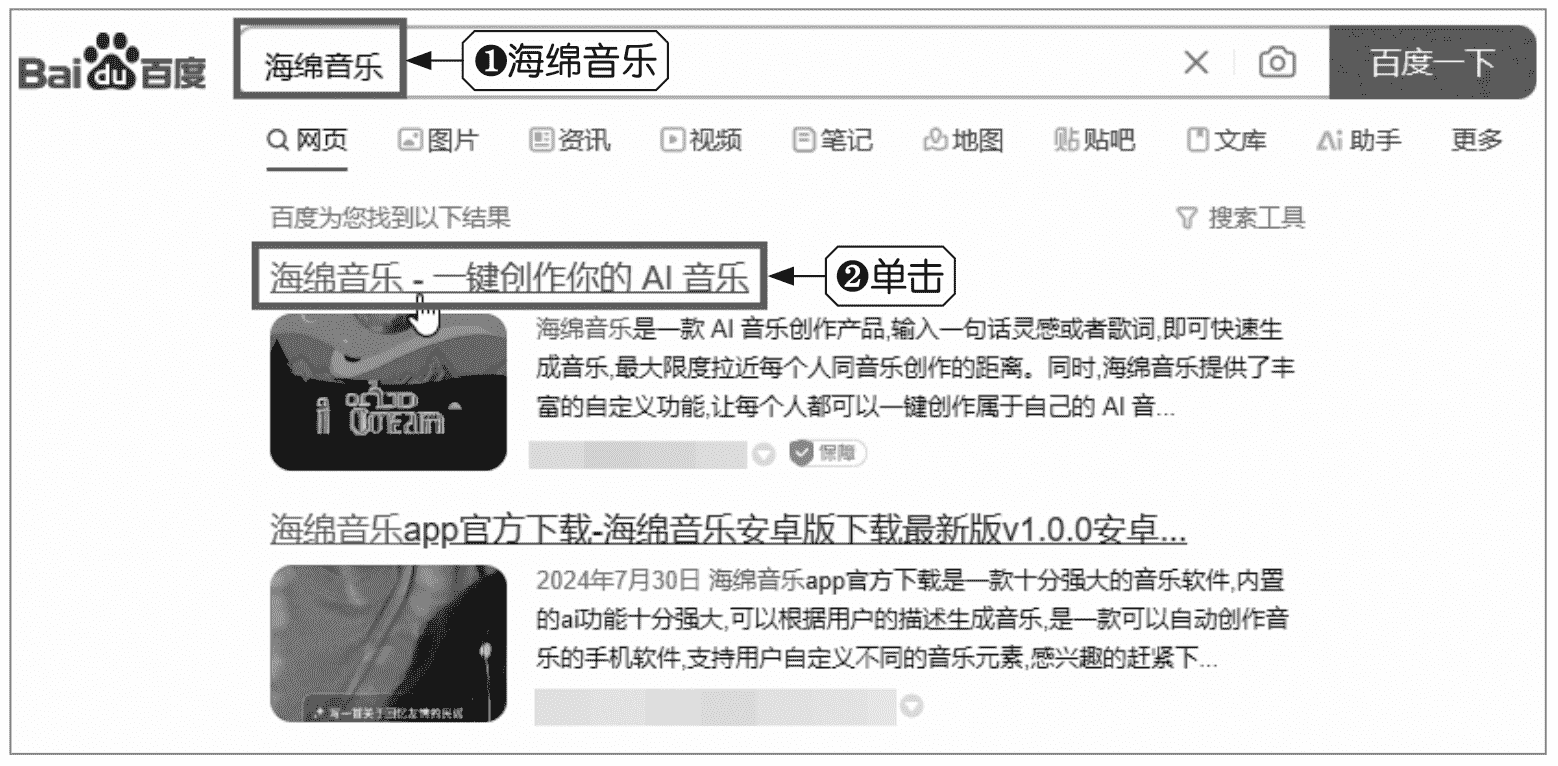 Bai du 百度
海绵音乐
❶海绵音乐
百度一下
网页 图片 资讯 视频 笔记 地图 贴吧 文库 助手 更多
百度为您找到以下结果
搜索工具
海绵音乐 - 一键创作你的 AI 音乐
❷单击
海绵音乐是一款 AI 音乐创作产品,输入一句话灵感或者歌词,即可快速生
成音乐,最大限度拉近每个人同音乐创作的距离。同时,海绵音乐提供了丰
富的自定义功能,让每个人都可以一键创作属于自己的 AI 音...
保障
海绵音乐app官方下载-海绵音乐安卓版下载最新版v1.0.0安卓...
2024年7月30日 海绵音乐app官方下载是一款十分强大的音乐软件,内置
的ai功能十分强大,可以根据用户的描述生成音乐,是一款可以自动创作音
乐的手机软件,支持用户自定义不同的音乐元素,感兴趣的赶紧下...
写一首关于回忆友情的民谣